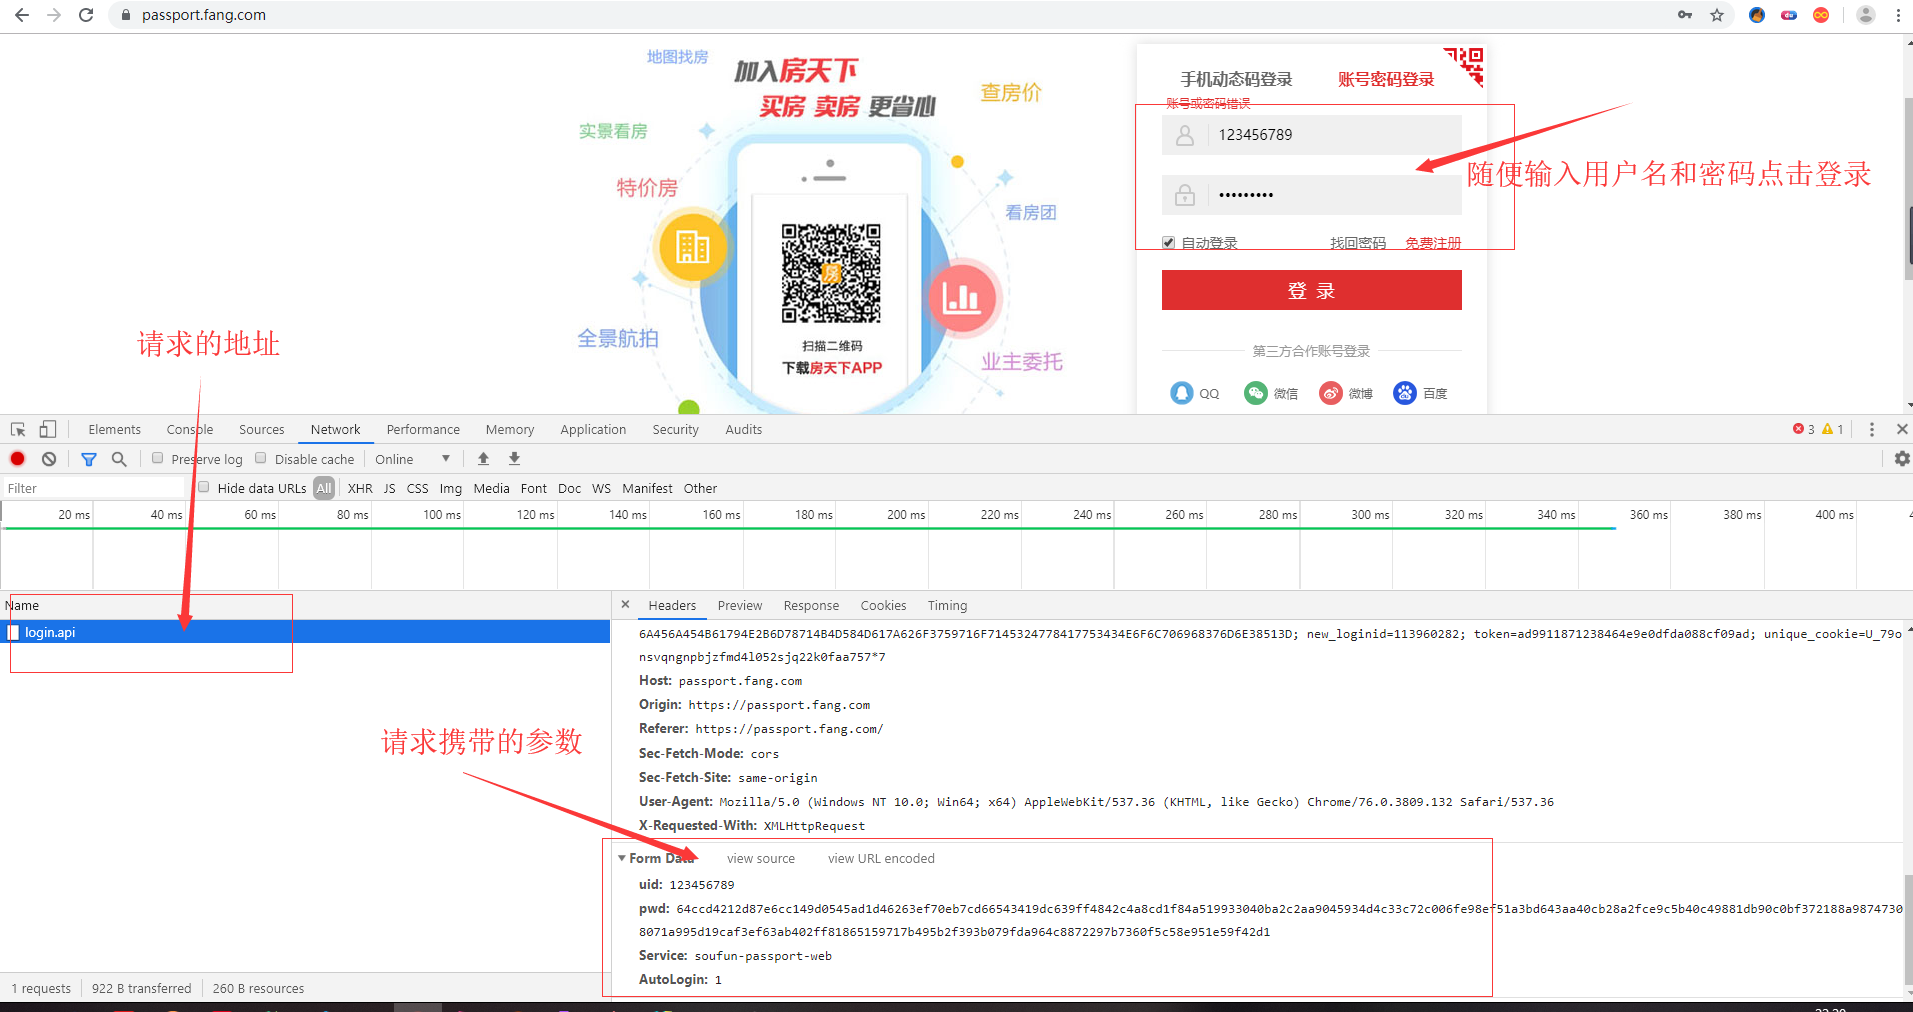 passport.fang.com
地图找房
加入房天下
买房 卖房 更省心
查房价
实景看房
特价房
看房团
全景航拍
业主委托
扫描二维码
下载房天下APP
手机动态码登录 账号密码登录
账号或密码错误
123456789
•••••••••
自动登录 找回密码 免费注册
登 录
第三方合作账号登录
QQ 微信 微博 百度
随便输入用户名和密码点击登录
请求的地址
Elements Console Sources Network Performance Memory Application Security Audits 3 1
Preserve log Disable cache Online
Filter Hide data URLs All XHR JS CSS Img Media Font Doc WS Manifest Other
20 ms 40 ms 60 ms 80 ms 100 ms 120 ms 140 ms 160 ms 180 ms 200 ms 220 ms 240 ms 260 ms 280 ms 300 ms 320 ms 340 ms 360 ms 380 ms 400 ms
Name
login.api
请求携带的参数
Headers Preview Response Cookies Timing
6A456A454B61794E2B6D78714B4D584D617A626F3759716F7145324778417753434E6F6C706968376D6E38513D; new_loginid=113960282; token=ad9911871238464e9e0dfda088cf09ad; unique_cookie=U_79o
nsvqngnpbjzfmd4l052sjq22k0faa757*7
Host: passport.fang.com
Origin: https://passport.fang.com
Referer: https://passport.fang.com/
Sec-Fetch-Mode: cors
Sec-Fetch-Site: same-origin
User-Agent: Mozilla/5.0 (Windows NT 10.0; Win64; x64) AppleWebKit/537.36 (KHTML, like Gecko) Chrome/76.0.3809.132 Safari/537.36
X-Requested-With: XMLHttpRequest
Form Data view source view URL encoded
uid: 123456789
pwd: 64ccd4212d87e6cc149d0545ad1d46263ef70eb7cd66543419dc639ff4842c4a8cd1f84a519933040ba2c2aa9045934d4c33c72c006fe98ef51a3bd643aa40cb28a2fce9c5b40c49881db90c0bf372188a9874730
8071a995d19caf3ef63ab402ff81865159717b495b2f393b079fda964c8872297b7360f5c58e951e59f42d1
Service: soufun-passport-web
AutoLogin: 1
1 requests 922 B transferred 260 B resources